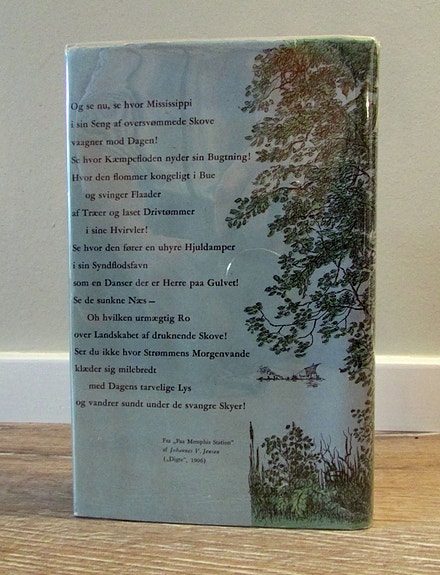 Og se nu, se hvor Mississippi
i sin Seng af oversvømmede Skove
vaagner mod Dagen!
Se hvor Kæmpefloden nyder sin Bugtning!
Hvor den flommer kongeligt i Bue
og svinger Flaader
af Træer og laset Drivtømmer
i sine Hvirvler!
Se hvor den fører en uhyre Hjuldamper
i sin Syndflodsfavn
som en Danser der er Herre paa Gulvet!
Se de sunkne Næs —
Oh hvilken urmægtig Ro
over Landskabet af druknende Skove!
Ser du ikke hvor Strømmens Morgenvande
klæder sig milebredt
med Dagens tarvelige Lys
og vandrer sundt under de svangre Skyer!
Fra „Paa Memphis Station"
af Johannes V. Jensen
(„Digte", 1906)